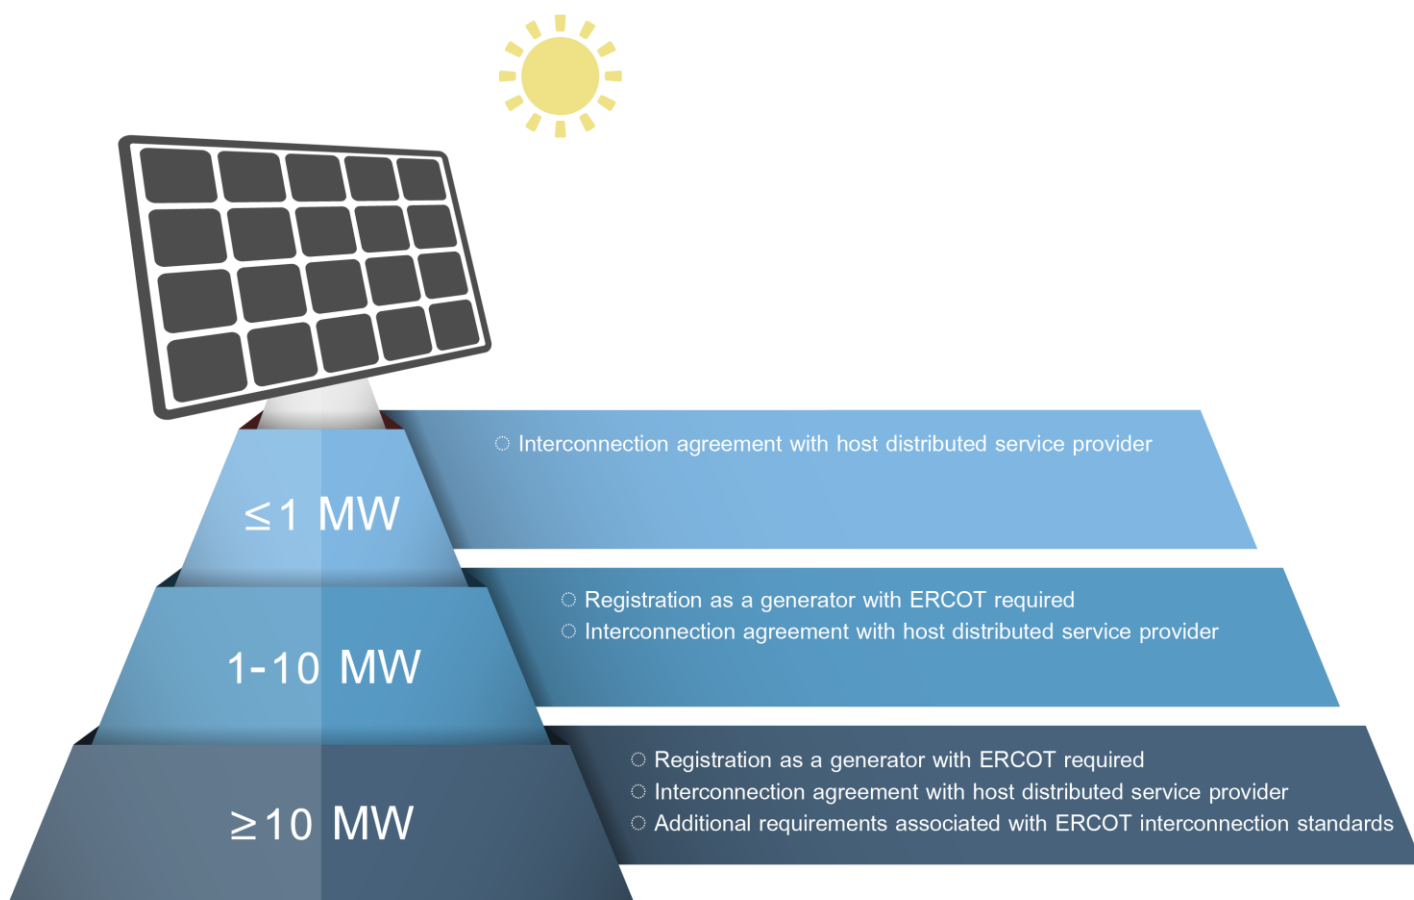 ≤1 MW
Interconnection agreement with host distributed service provider
1-10 MW
Registration as a generator with ERCOT required
Interconnection agreement with host distributed service provider
≥10 MW
Registration as a generator with ERCOT required
Interconnection agreement with host distributed service provider
Additional requirements associated with ERCOT interconnection standards